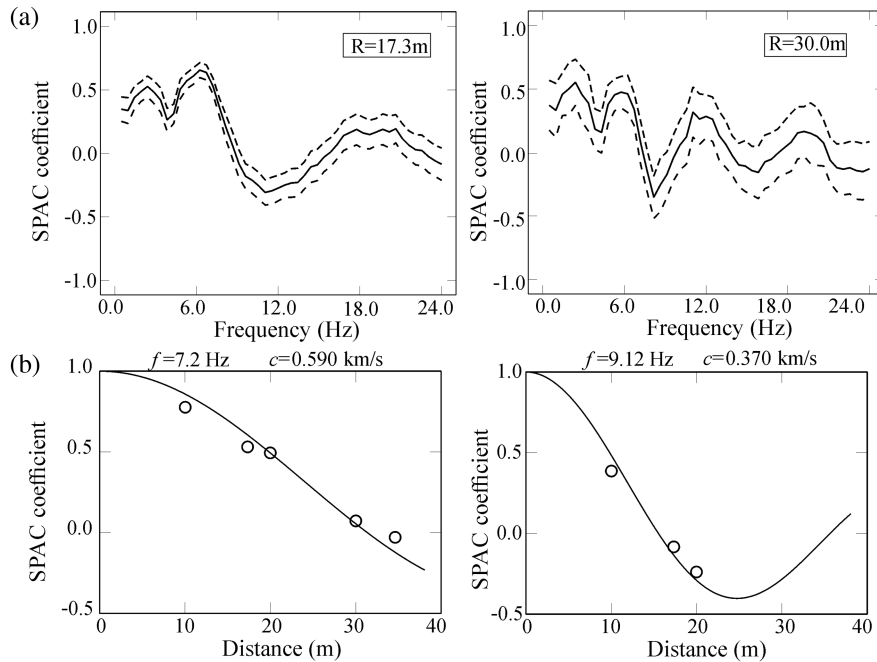 (a)
SPAC coefficient
1.0
0.5
0.0
-0.5
-1.0
R=17.3m
0.0 6.0 12.0 18.0 24.0
Frequency (Hz)
SPAC coefficient
1.0
0.5
0.0
-0.5
-1.0
R=30.0m
0.0 6.0 12.0 18.0 24.0
Frequency (Hz)
(b)
f=7.2 Hz c=0.590 km/s
SPAC coefficient
1.0
0.5
0.0
-0.5
0 10 20 30 40
Distance (m)
f=9.12 Hz c=0.370 km/s
SPAC coefficient
1.0
0.5
0.0
-0.5
0 10 20 30 40
Distance (m)